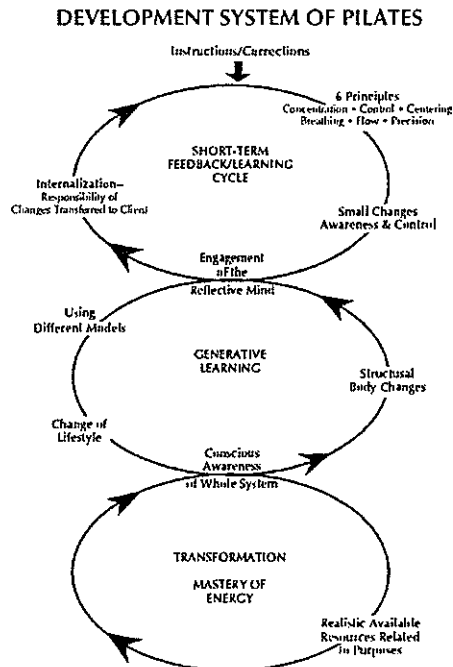 DEVELOPMENT SYSTEM OF PILATES
Instructions/Currections
6 Principles
Concentration • Control • Centering
Breathing • Flow • Precision
SHORT-TERM
FEEDBACK/LEARNING
CYCLE
Internalization–
Responsibility of
Changes Transferred to Client
Small Changes
Awareness & Control
Engagement
of the
Reflective Mind
Using
Different Models
GENERATIVE
LEARNING
Structural
Body Changes
Change of
Lifestyle
Conscious
Awareness
of Whole System
TRANSFORMATION
MASTERY OF
ENERGY
Realistic Available
Resources Related
to Purposes